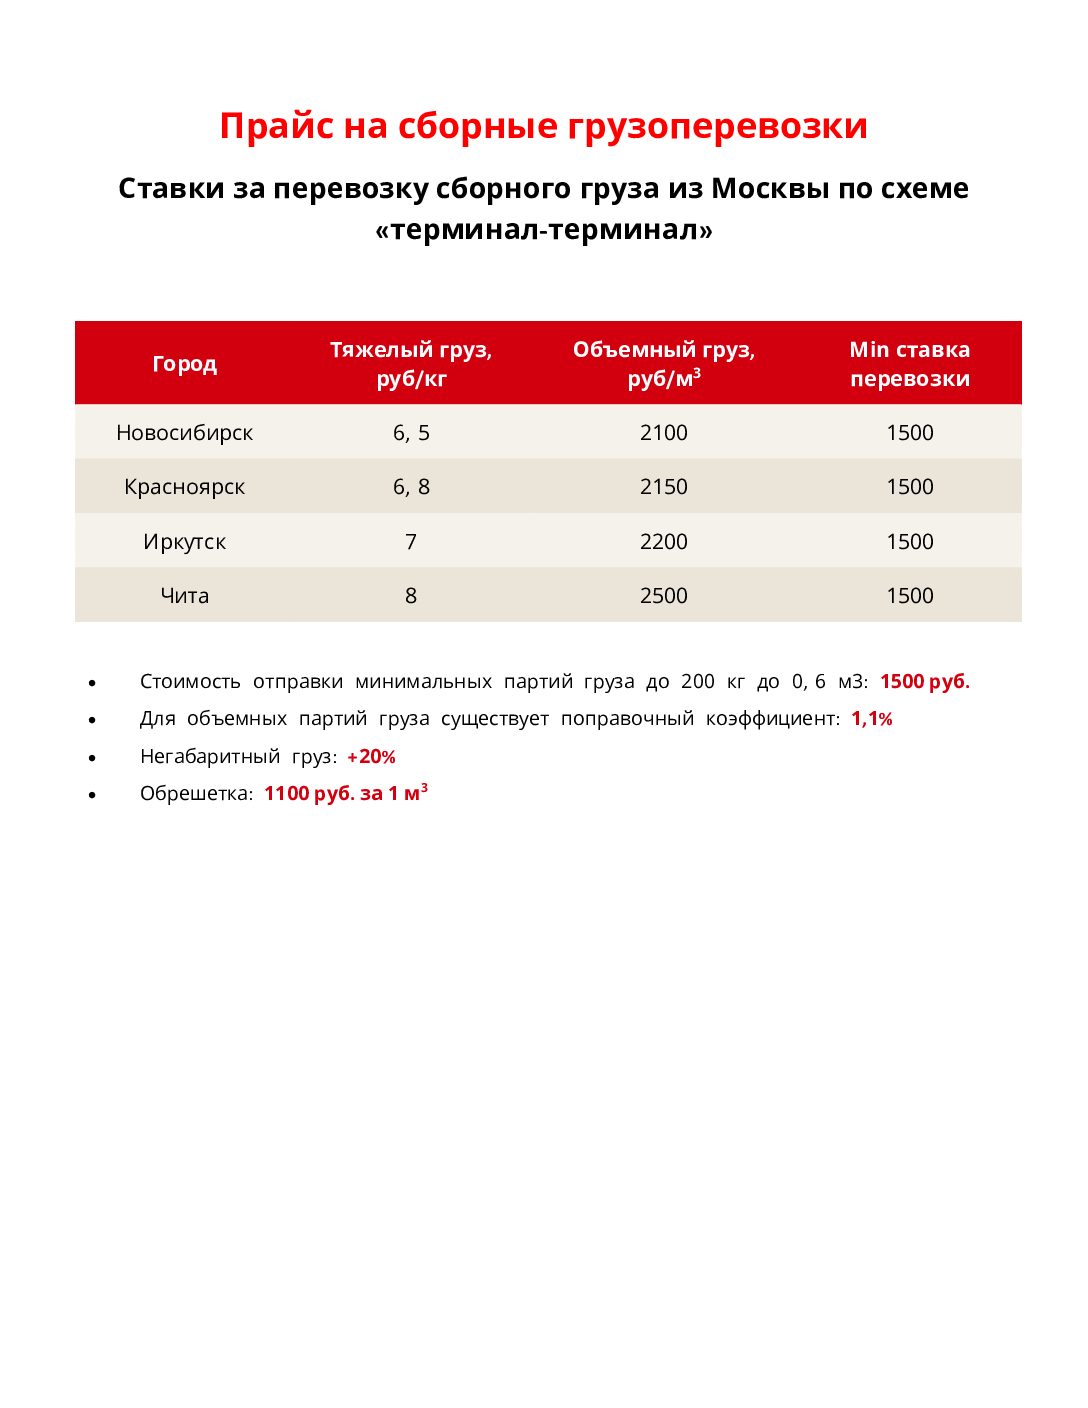 Прайс на сборные грузоперевозки
Ставки за перевозку сборного груза из Москвы по схеме
«терминал-терминал»
Город Тяжелый груз, руб/кг Объемный груз, руб/м³ Min ставка перевозки
Новосибирск 6, 5 2100 1500
Красноярск 6, 8 2150 1500
Иркутск 7 2200 1500
Чита 8 2500 1500
• Стоимость отправки минимальных партий груза до 200 кг до 0, 6 м3: 1500 руб.
• Для объемных партий груза существует поправочный коэффициент: 1,1%
• Негабаритный груз: +20%
• Обрешетка: 1100 руб. за 1 м³